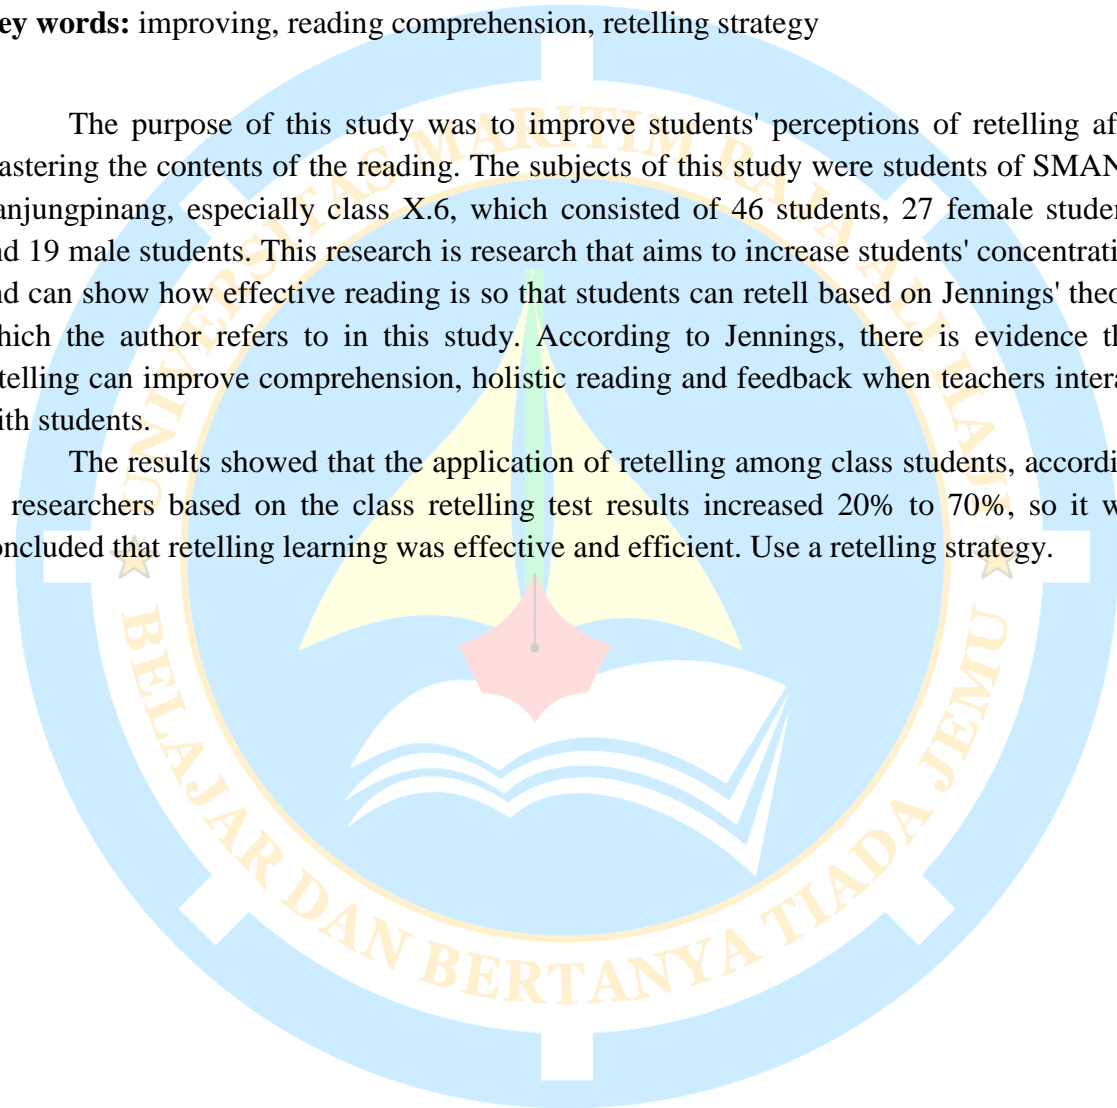 ey words: improving, reading comprehension, retelling strategy
The purpose of this study was to improve students' perceptions of retelling af
astering the contents of the reading. The subjects of this study were students of SMAN
anjungpinang, especially class X.6, which consisted of 46 students, 27 female studen
nd 19 male students. This research is research that aims to increase students' concentrati
nd can show how effective reading is so that students can retell based on Jennings' theo
hich the author refers to in this study. According to Jennings, there is evidence th
telling can improve comprehension, holistic reading and feedback when teachers intera
ith students.
The results showed that the application of retelling among class students, accordi
researchers based on the class retelling test results increased 20% to 70%, so it w
oncluded that retelling learning was effective and efficient. Use a retelling strategy.
UNIVERSITAS MARITIM RAJA ALI HAJI
BELAJAR DAN BERTANYA TIADA JEMU